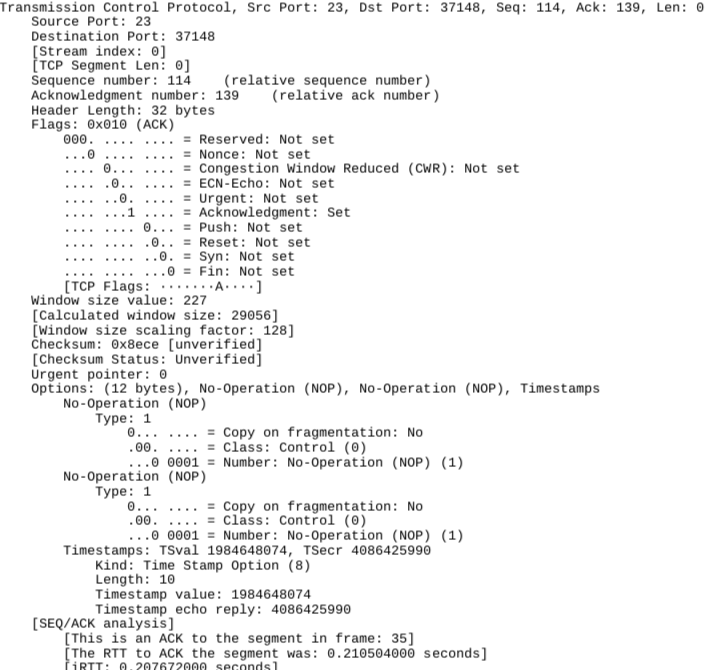 Transmission Control Protocol, Src Port: 23, Dst Port: 37148, Seq: 114, Ack: 139, Len: 0
Source Port: 23
Destination Port: 37148
[Stream index: 0]
[TCP Segment Len: 0]
Sequence number: 114    (relative sequence number)
Acknowledgment number: 139    (relative ack number)
Header Length: 32 bytes
Flags: 0x010 (ACK)
000. .... .... = Reserved: Not set
...0 .... .... = Nonce: Not set
.... 0... .... = Congestion Window Reduced (CWR): Not set
.... .0.. .... = ECN-Echo: Not set
.... ..0. .... = Urgent: Not set
.... ...1 .... = Acknowledgment: Set
.... .... 0... = Push: Not set
.... .... .0.. = Reset: Not set
.... .... ..0. = Syn: Not set
.... .... ...0 = Fin: Not set
[TCP Flags: ·······A····]
Window size value: 227
[Calculated window size: 29056]
[Window size scaling factor: 128]
Checksum: 0x8ece [unverified]
[Checksum Status: Unverified]
Urgent pointer: 0
Options: (12 bytes), No-Operation (NOP), No-Operation (NOP), Timestamps
No-Operation (NOP)
Type: 1
0... .... = Copy on fragmentation: No
.00. .... = Class: Control (0)
...0 0001 = Number: No-Operation (NOP) (1)
No-Operation (NOP)
Type: 1
0... .... = Copy on fragmentation: No
.00. .... = Class: Control (0)
...0 0001 = Number: No-Operation (NOP) (1)
Timestamps: TSval 1984648074, TSecr 4086425990
Kind: Time Stamp Option (8)
Length: 10
Timestamp value: 1984648074
Timestamp echo reply: 4086425990
[SEQ/ACK analysis]
[This is an ACK to the segment in frame: 35]
[The RTT to ACK the segment was: 0.210504000 seconds]
[iRTT: 0.207672000 seconds]